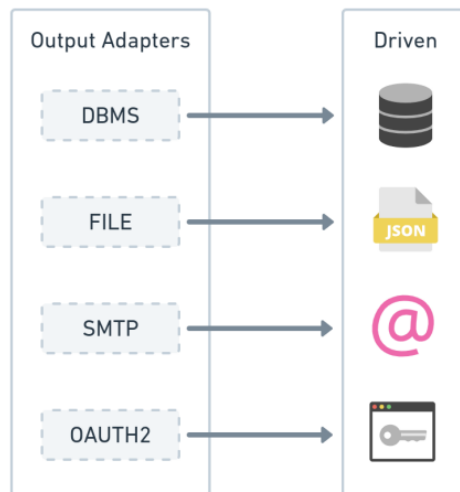 Output Adapters
Driven
DBMS
FILE
JSON
SMTP
@
OAUTH2